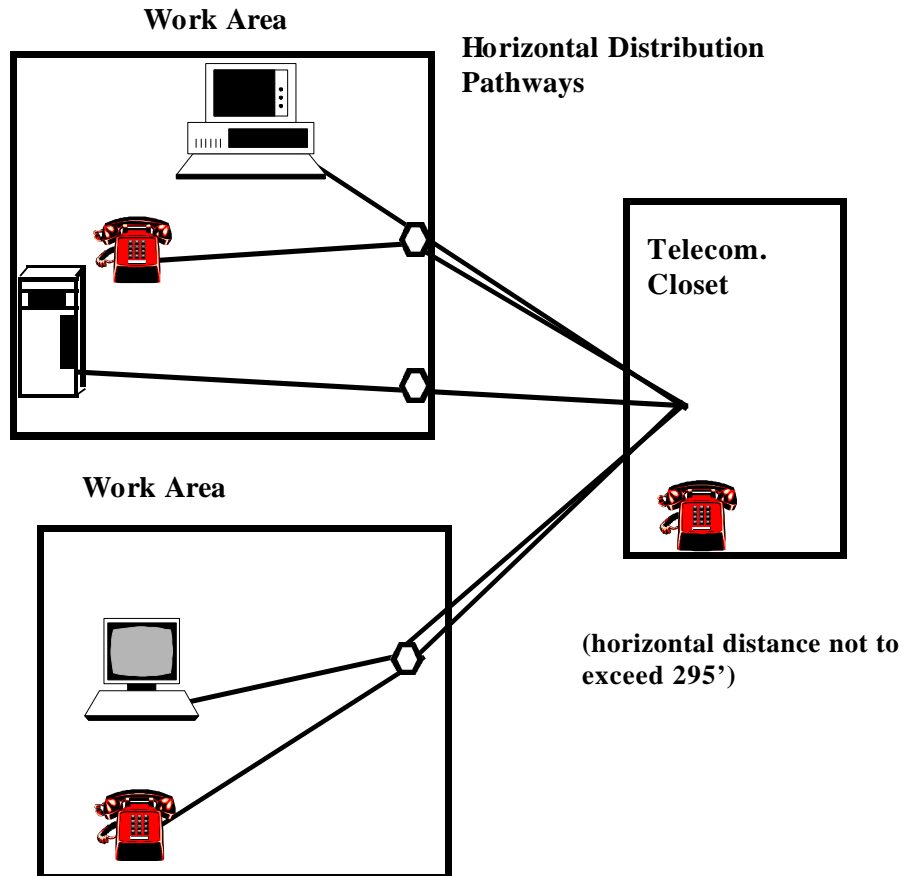 Work Area
Horizontal Distribution
Pathways
Telecom.
Closet
Work Area
(horizontal distance not to
exceed 295’)